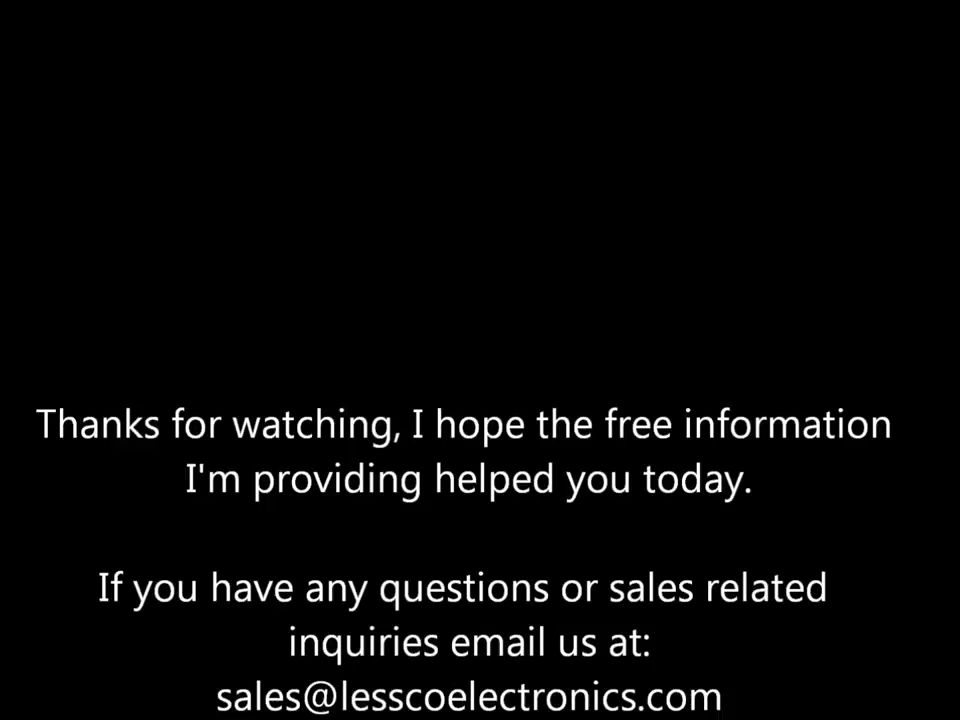 Thanks for watching, I hope the free information
I'm providing helped you today.
If you have any questions or sales related
inquiries email us at:
sales@lesscoelectronics.com